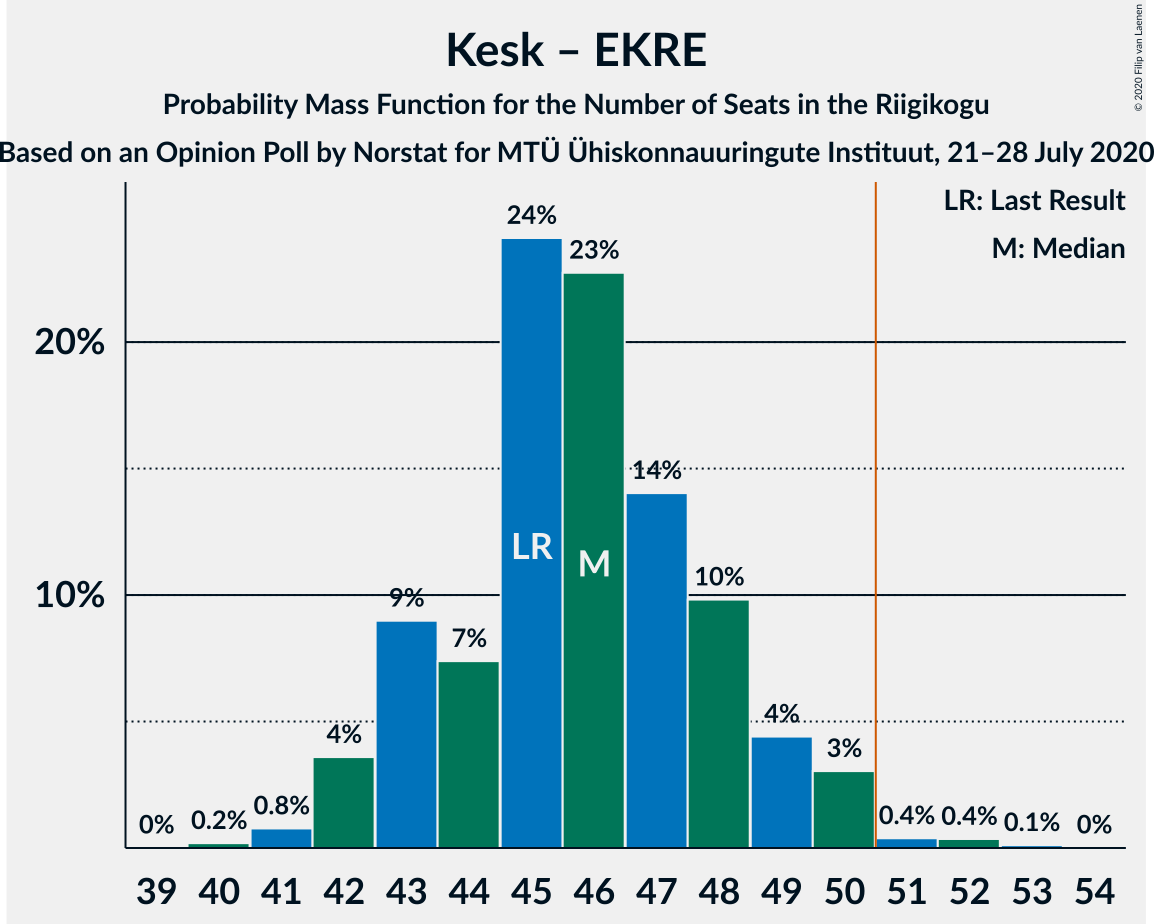 Kesk – EKRE
Probability Mass Function for the Number of Seats in the Riigikogu
Based on an Opinion Poll by Norstat for MTÜ Ühiskonnauuringute Instituut, 21–28 July 2020
© 2020 Filip van Laenen
LR: Last Result
M: Median
20%
10%
0% 0.2% 0.8% 4% 9% 7% 24% 23% 14% 10% 4% 3% 0.4% 0.4% 0.1% 0%
LR M
39 40 41 42 43 44 45 46 47 48 49 50 51 52 53 54